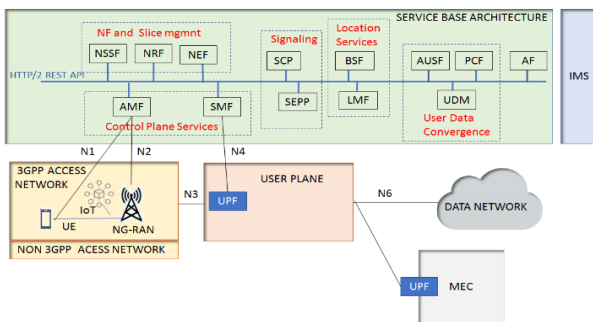 SERVICE BASE ARCHITECTURE
NF and Slice mgmnt
Signaling
Location
Services
NSSF
NRF
NEF
SCP
BSF
AUSF
PCF
AF
IMS
HTTP/2 REST API
AMF
SMF
SEPP
LMF
UDM
Control Plane Services
User Data
Convergence
N1
N2
N4
3GPP ACCESS
NETWORK
IoT
UE
NG-RAN
N3
USER PLANE
UPF
N6
DATA NETWORK
NON 3GPP ACESS NETWORK
UPF
MEC